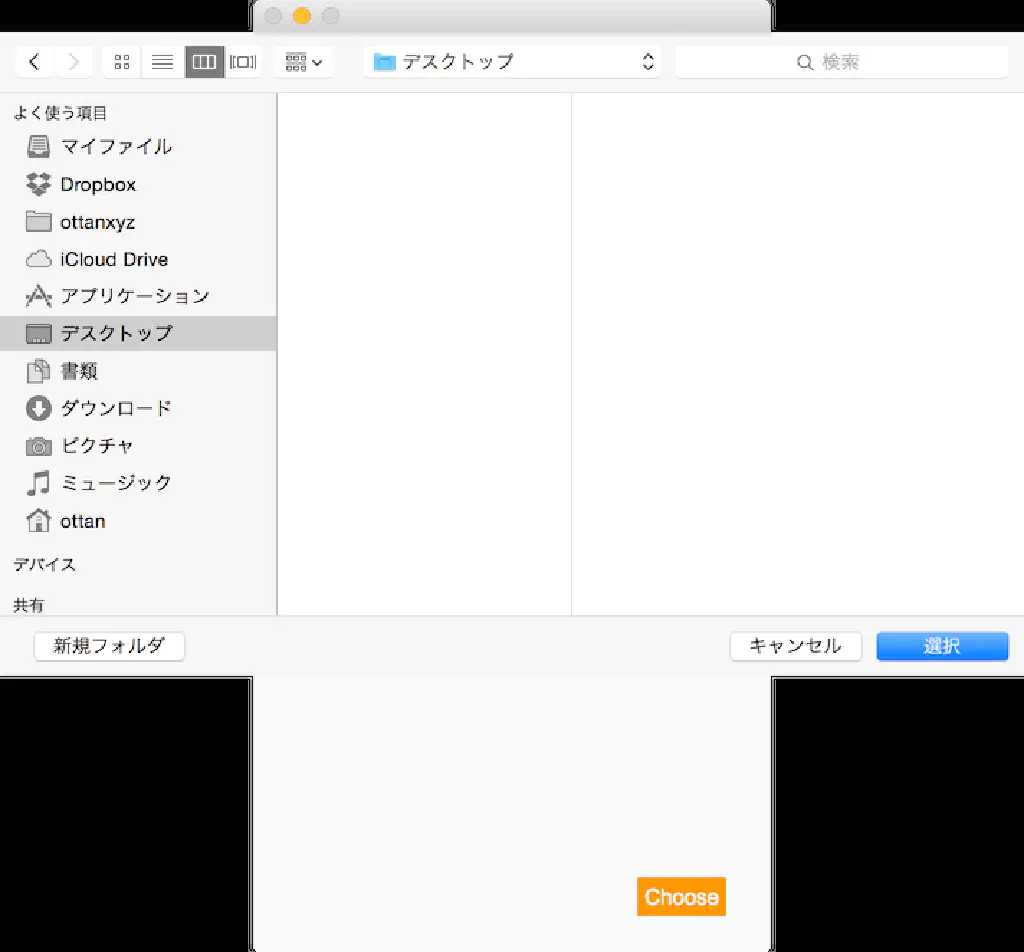 デスクトップ
検索
よく使う項目
マイファイル
Dropbox
ottanxyz
iCloud Drive
アプリケーション
デスクトップ
書類
ダウンロード
ピクチャ
ミュージック
ottan
デバイス
共有
新規フォルダ
キャンセル
選択
Choose